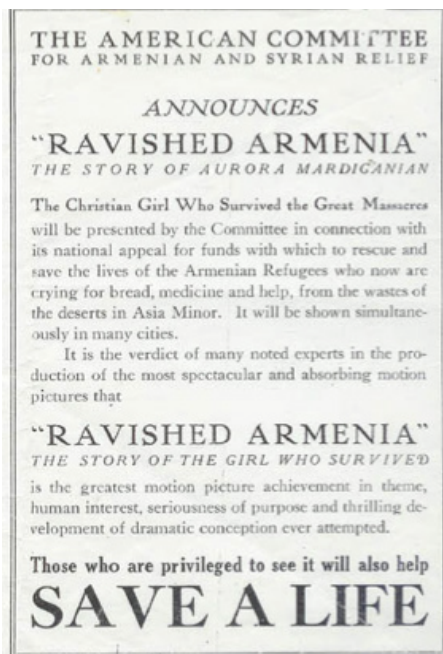 THE AMERICAN COMMITTEE
FOR ARMENIAN AND SYRIAN RELIEF
ANNOUNCES
"RAVISHED ARMENIA"
THE STORY OF AURORA MARDIGANIAN
The Christian Girl Who Survived the Great Massacres
will be presented by the Committee in connection with
its national appeal for funds with which to rescue and
save the lives of the Armenian Refugees who now are
crying for bread, medicine and help, from the wastes of
the deserts in Asia Minor. It will be shown simultane-
ously in many cities.
It is the verdict of many noted experts in the pro-
duction of the most spectacular and absorbing motion
pictures that
"RAVISHED ARMENIA"
THE STORY OF THE GIRL WHO SURVIVED
is the greatest motion picture achievement in theme,
human interest, seriousness of purpose and thrilling de-
velopment of dramatic conception ever attempted.
Those who are privileged to see it will also help
SAVE A LIFE